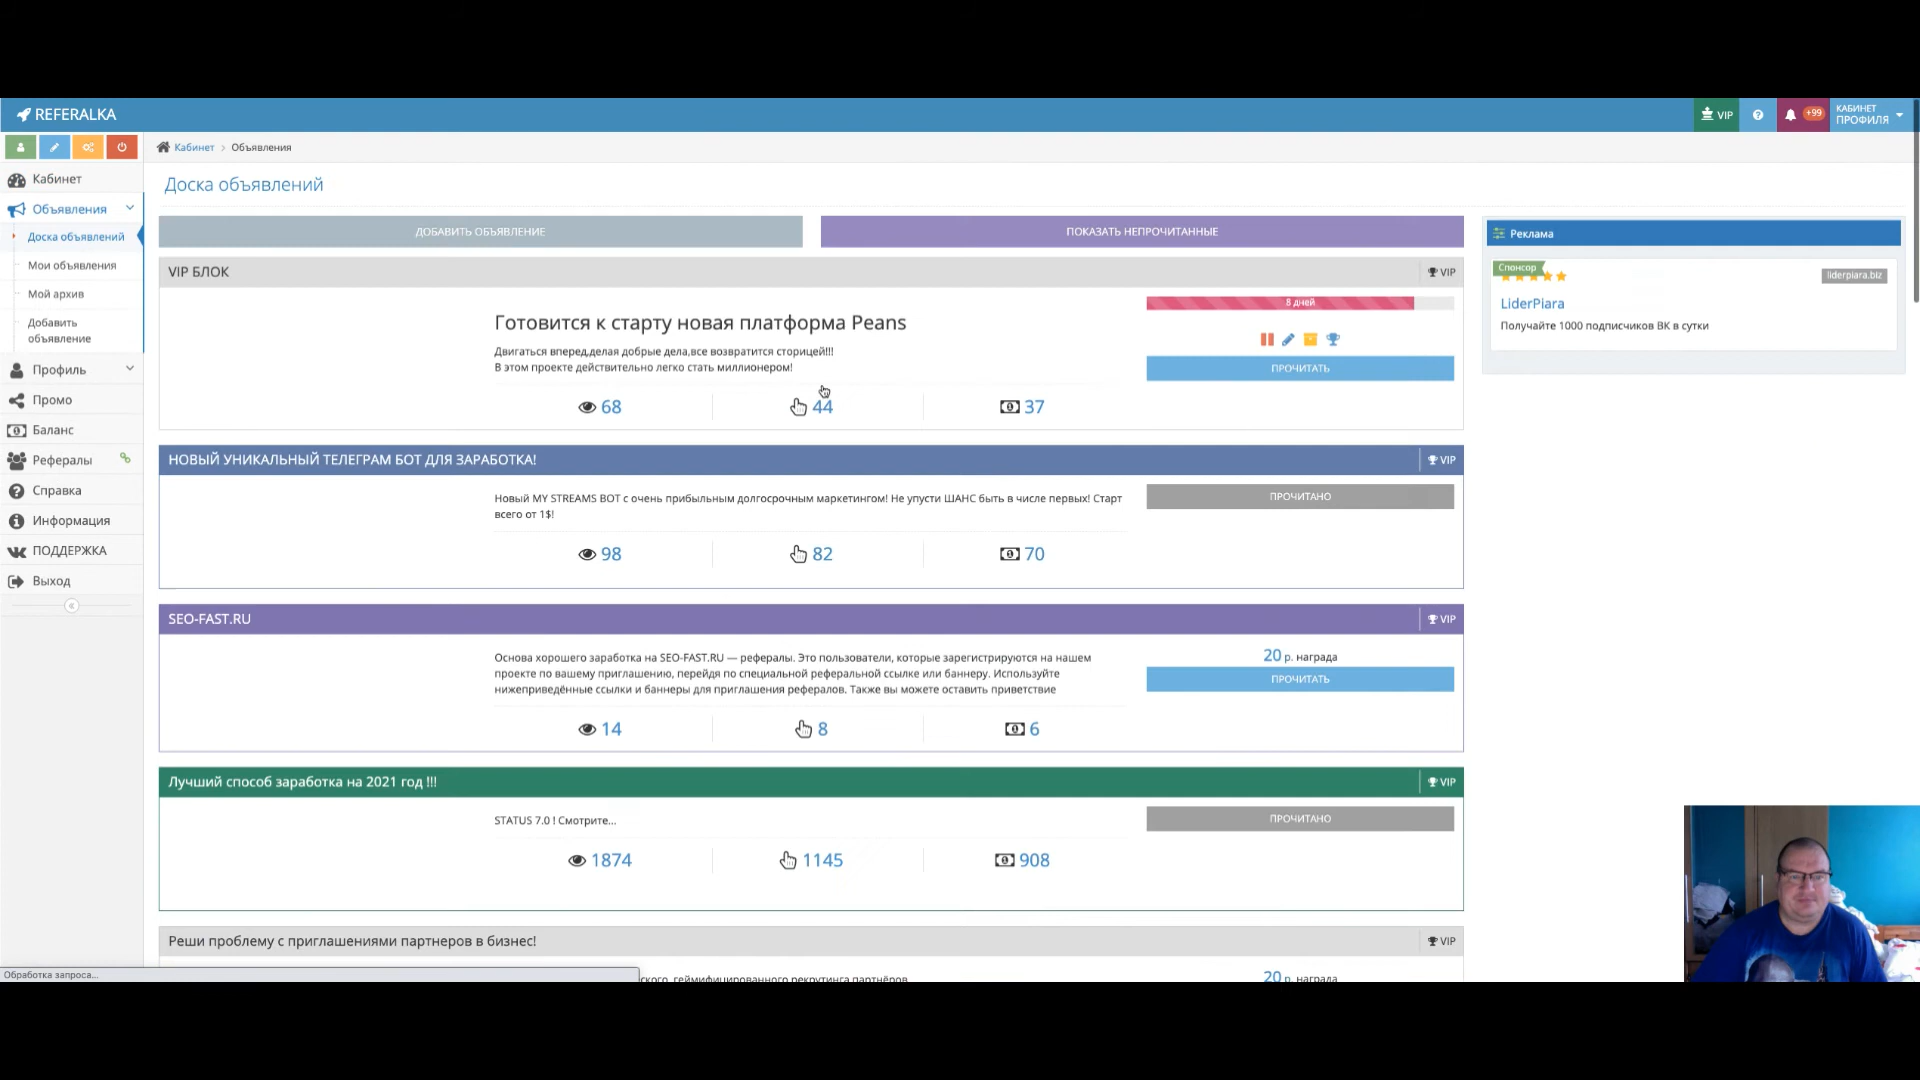 REFERALKA
VIP
+99
КАБИНЕТ
ПРОФИЛЯ
Кабинет
Объявления
Доска объявлений
Мои объявления
Мой архив
Добавить
объявление
Профиль
Промо
Баланс
Рефералы
Справка
Информация
ПОДДЕРЖКА
Выход
Кабинет > Объявления
Доска объявлений
ДОБАВИТЬ ОБЪЯВЛЕНИЕ
ПОКАЗАТЬ НЕПРОЧИТАННЫЕ
VIP БЛОК
VIP
Готовится к старту новая платформа Peans
Двигаться вперед,делая добрые дела,все возвратится сторицей!!!
В этом проекте действительно легко стать миллионером!
68
44
37
8 дней
ПРОЧИТАТЬ
НОВЫЙ УНИКАЛЬНЫЙ ТЕЛЕГРАМ БОТ ДЛЯ ЗАРАБОТКА!
VIP
Новый MY STREAMS BOT с очень прибыльным долгосрочным маркетингом! Не упусти ШАНС быть в числе первых! Старт
всего от 1$!
98
82
70
ПРОЧИТАНО
SEO-FAST.RU
VIP
Основа хорошего заработка на SEO-FAST.RU — рефералы. Это пользователи, которые зарегистрируются на нашем
проекте по вашему приглашению, перейдя по специальной реферальной ссылке или баннеру. Используйте
нижеприведённые ссылки и баннеры для приглашения рефералов. Также вы можете оставить приветствие
14
8
6
20 р. награда
ПРОЧИТАТЬ
Лучший способ заработка на 2021 год !!!
VIP
STATUS 7.0 ! Смотрите...
1874
1145
908
ПРОЧИТАНО
Реши проблему с приглашениями партнеров в бизнес!
VIP
ского, геймифицированного рекрутинга партнёров
20 р. награда
Реклама
Спонсор
liderpiara.biz
LiderPiara
Получайте 1000 подписчиков ВК в сутки
Обработка запроса...